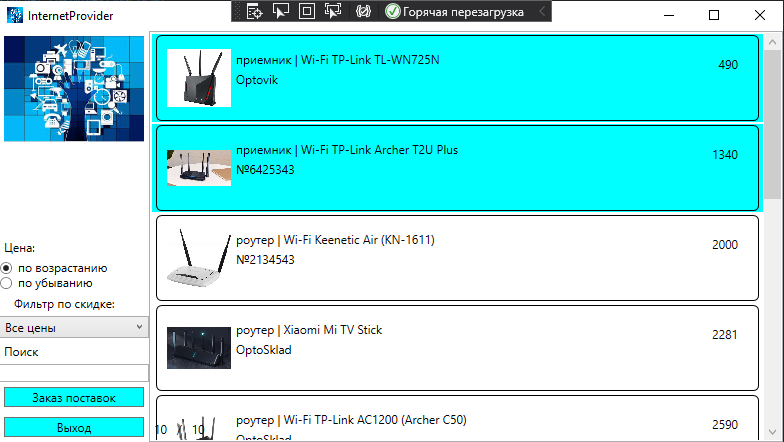 InternetProvider
Горячая перезагрузка
приемник | Wi-Fi TP-Link TL-WN725N
490
Optovik
приемник | Wi-Fi TP-Link Archer T2U Plus
1340
№6425343
роутер | Wi-Fi Keenetic Air (KN-1611)
2000
№2134543
роутер | Xiaomi Mi TV Stick
2281
OptoSklad
роутер | Wi-Fi TP-Link AC1200 (Archer C50)
2590
OptoSklad
Цена:
по возрастанию
по убыванию
Фильтр по скидке:
Все цены
Поиск
Заказ поставок
Выход
10 \ 10